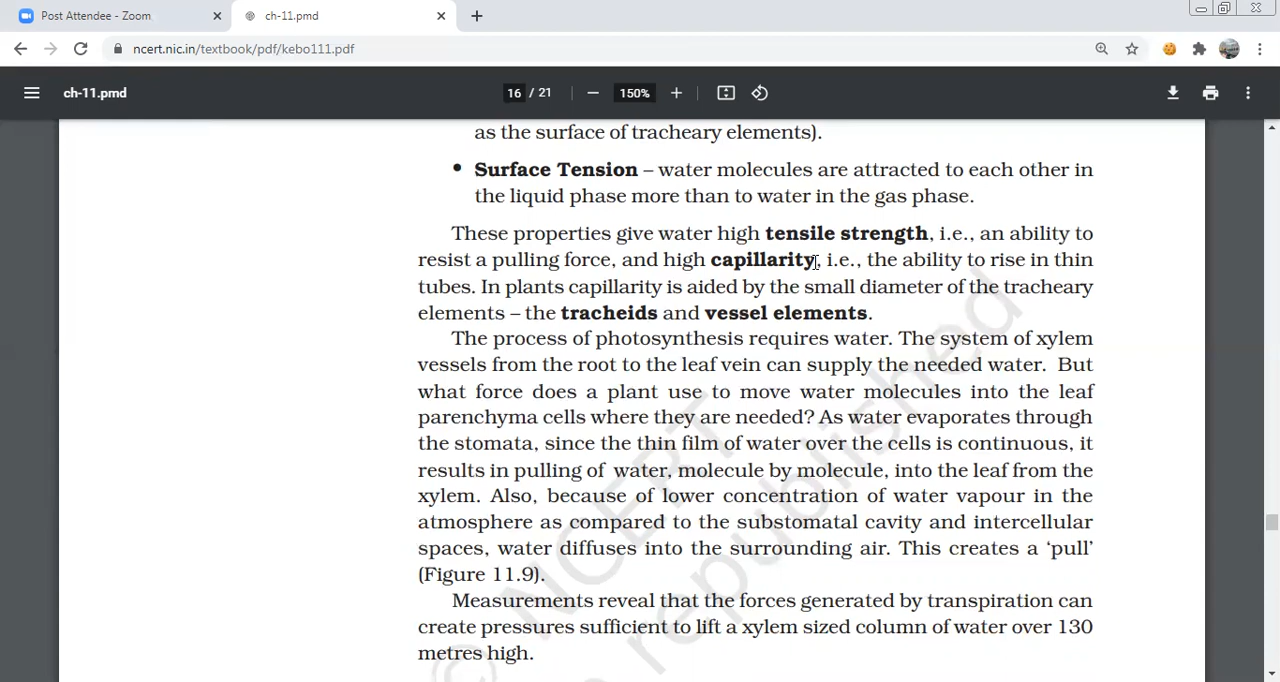 Post Attendee - Zoom
ch-11.pmd
ncert.nic.in/textbook/pdf/kebo111.pdf
ch-11.pmd
16 / 21
150%
as the surface of tracheary elements).
• Surface Tension – water molecules are attracted to each other in
the liquid phase more than to water in the gas phase.
These properties give water high tensile strength, i.e., an ability to
resist a pulling force, and high capillarity, i.e., the ability to rise in thin
tubes. In plants capillarity is aided by the small diameter of the tracheary
elements – the tracheids and vessel elements.
The process of photosynthesis requires water. The system of xylem
vessels from the root to the leaf vein can supply the needed water. But
what force does a plant use to move water molecules into the leaf
parenchyma cells where they are needed? As water evaporates through
the stomata, since the thin film of water over the cells is continuous, it
results in pulling of water, molecule by molecule, into the leaf from the
xylem. Also, because of lower concentration of water vapour in the
atmosphere as compared to the substomatal cavity and intercellular
spaces, water diffuses into the surrounding air. This creates a ‘pull’
(Figure 11.9).
Measurements reveal that the forces generated by transpiration can
create pressures sufficient to lift a xylem sized column of water over 130
metres high.
© NCERT
republished